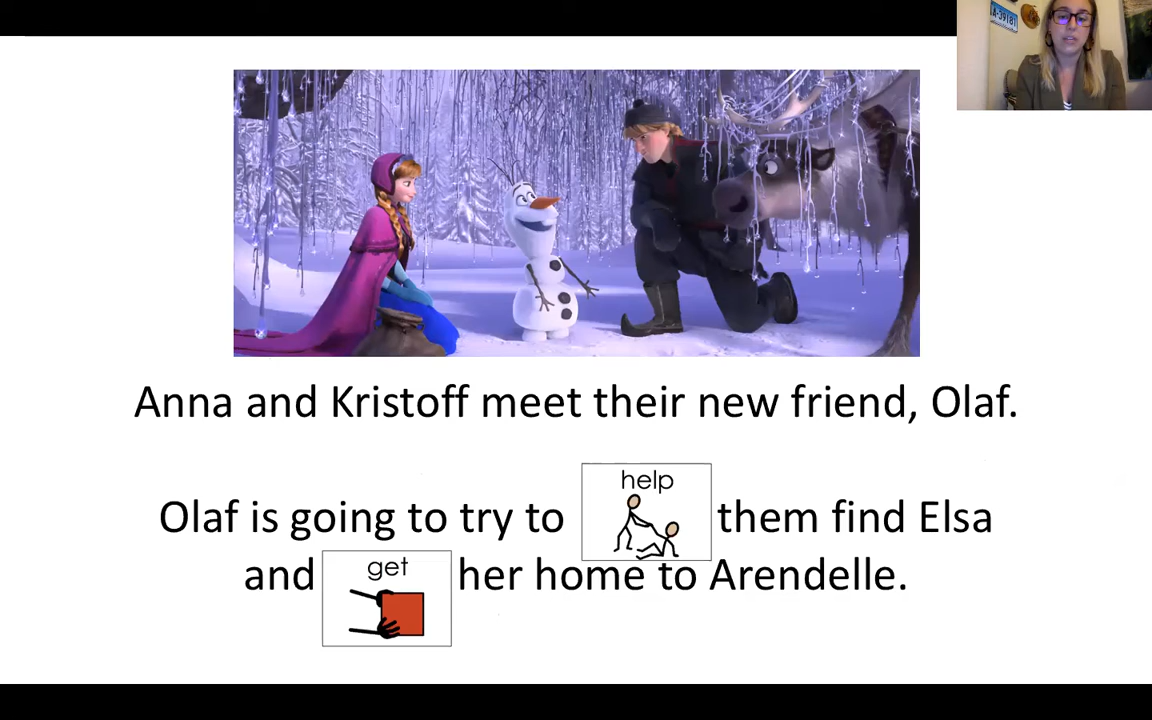 A·39181
Anna and Kristoff meet their new friend, Olaf.
Olaf is going to try to help them find Elsa
and get her home to Arendelle.